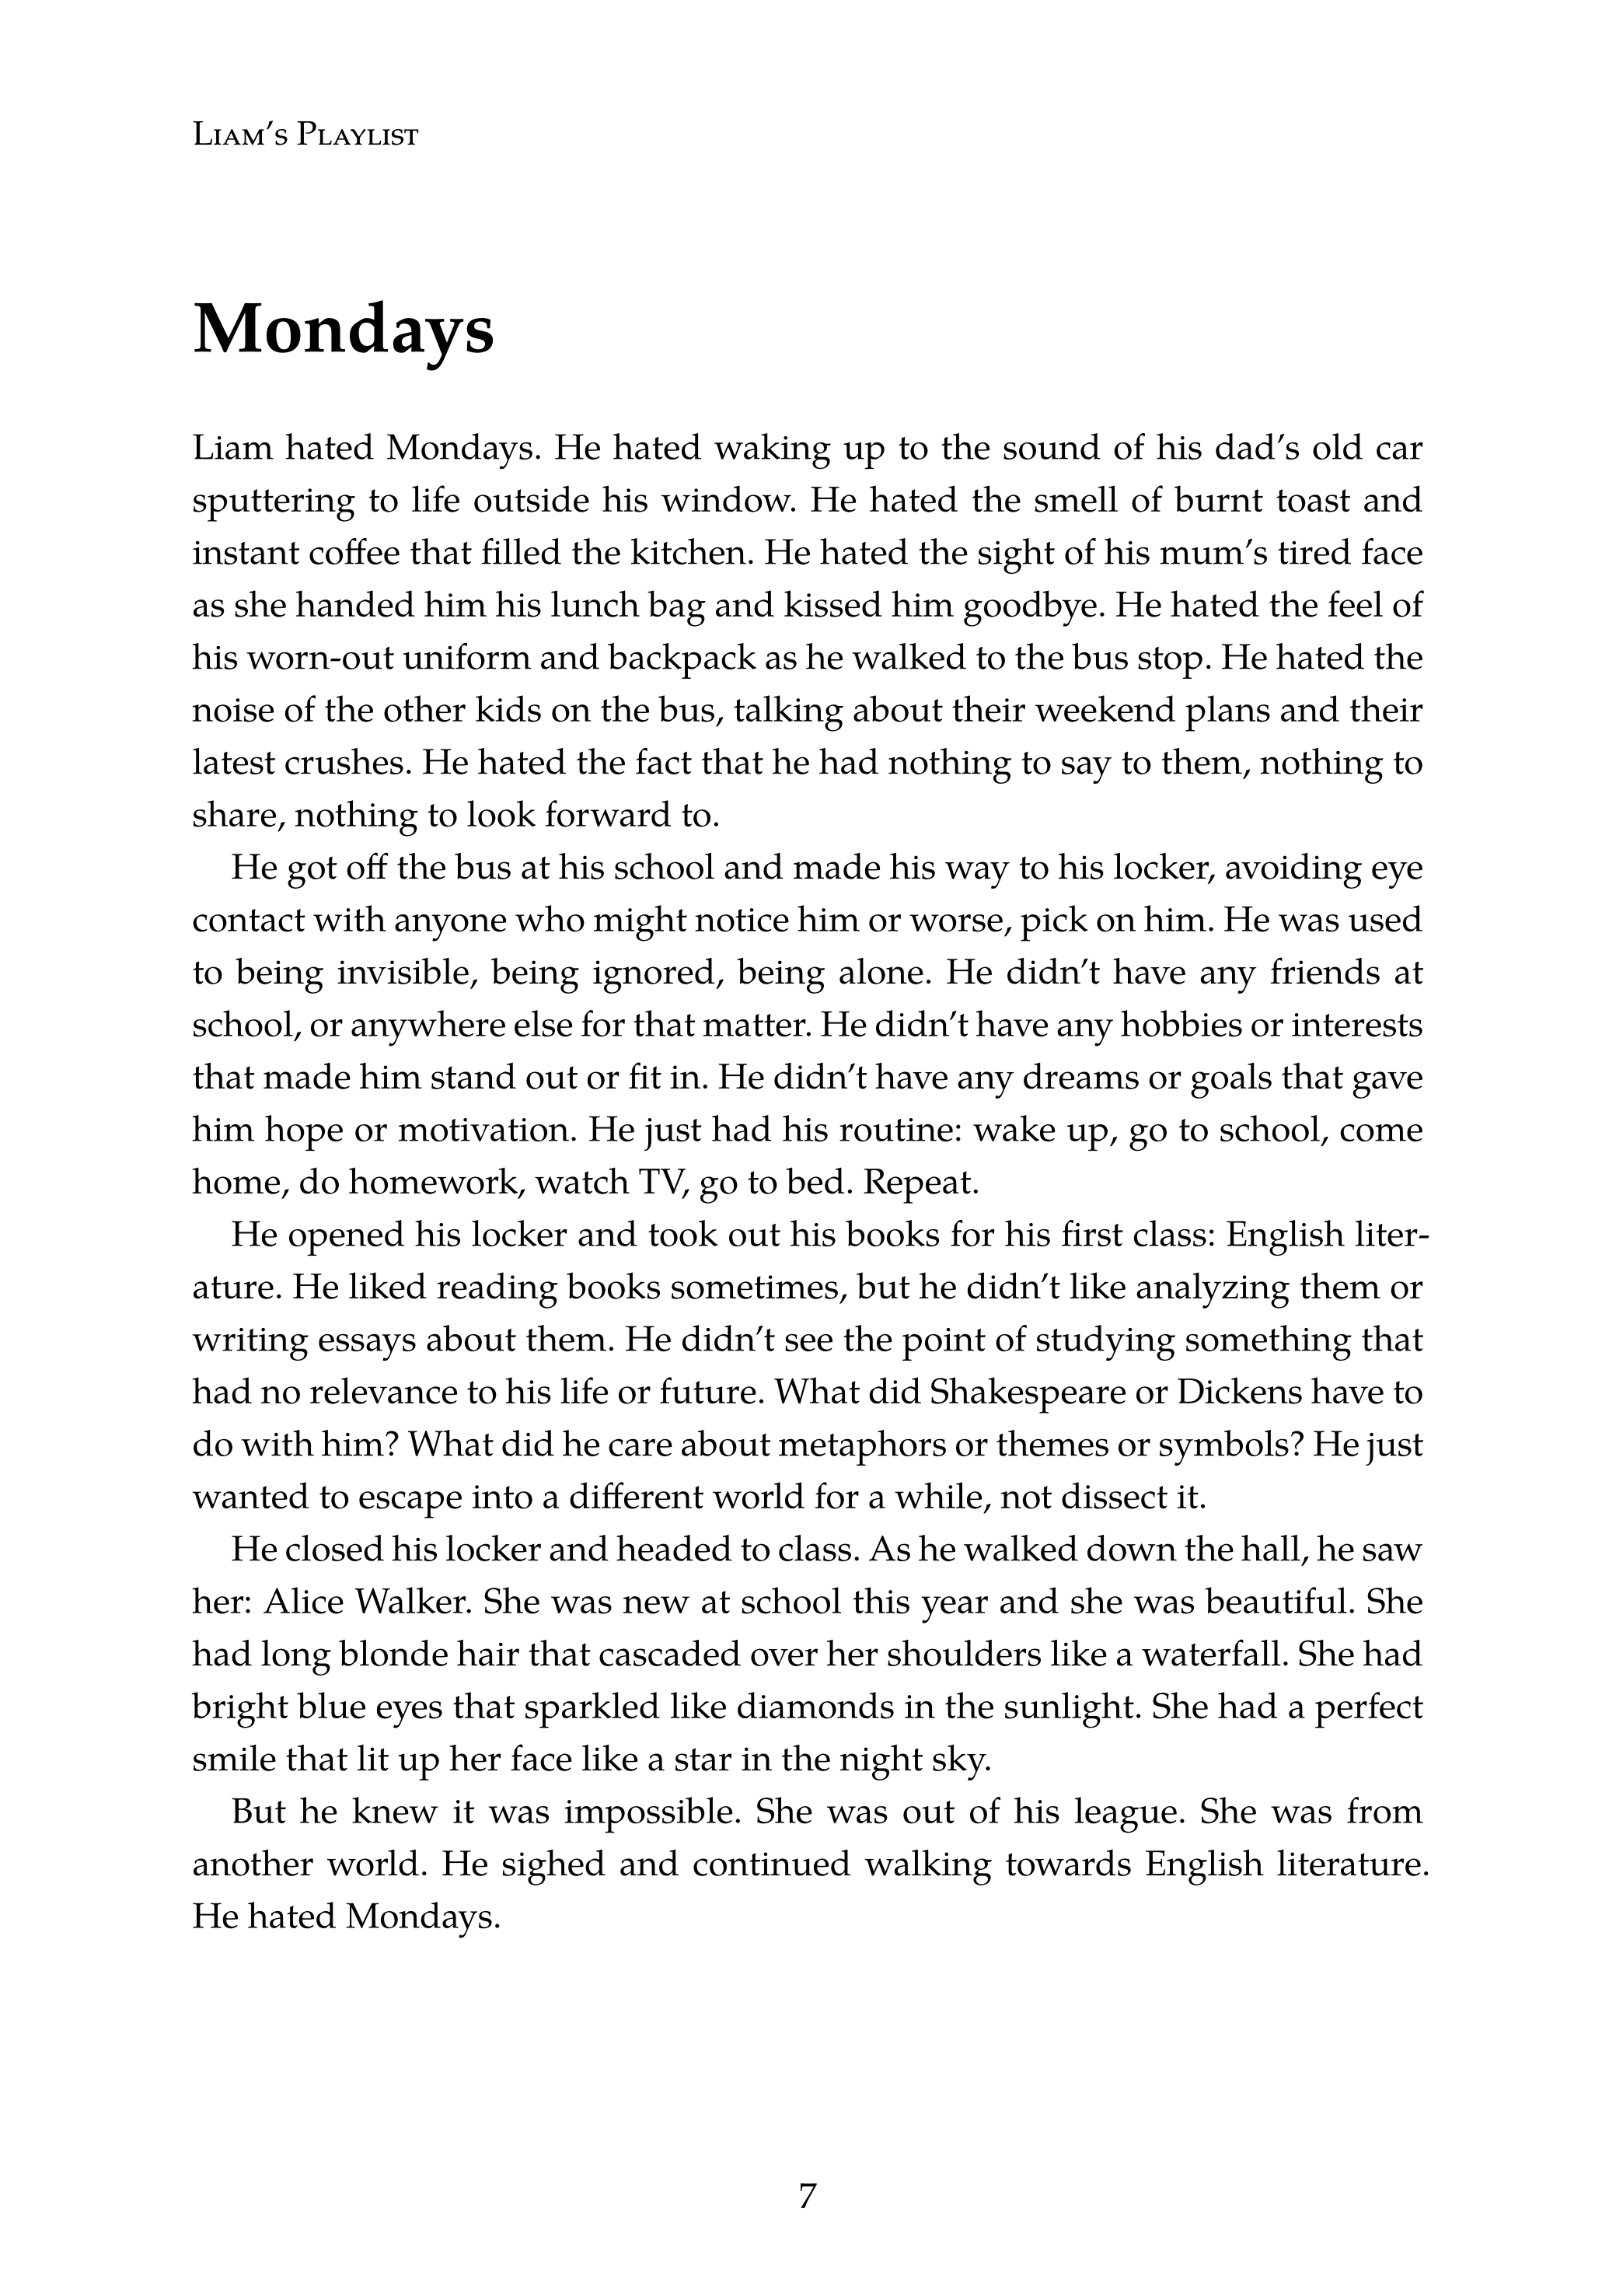 Liam's Playlist
Mondays
Liam hated Mondays. He hated waking up to the sound of his dad's old car
sputtering to life outside his window. He hated the smell of burnt toast and
instant coffee that filled the kitchen. He hated the sight of his mum's tired face
as she handed him his lunch bag and kissed him goodbye. He hated the feel of
his worn-out uniform and backpack as he walked to the bus stop. He hated the
noise of the other kids on the bus, talking about their weekend plans and their
latest crushes. He hated the fact that he had nothing to say to them, nothing to
share, nothing to look forward to.
He got off the bus at his school and made his way to his locker, avoiding eye
contact with anyone who might notice him or worse, pick on him. He was used
to being invisible, being ignored, being alone. He didn't have any friends at
school, or anywhere else for that matter. He didn't have any hobbies or interests
that made him stand out or fit in. He didn't have any dreams or goals that gave
him hope or motivation. He just had his routine: wake up, go to school, come
home, do homework, watch TV, go to bed. Repeat.
He opened his locker and took out his books for his first class: English liter-
ature. He liked reading books sometimes, but he didn't like analyzing them or
writing essays about them. He didn't see the point of studying something that
had no relevance to his life or future. What did Shakespeare or Dickens have to
do with him? What did he care about metaphors or themes or symbols? He just
wanted to escape into a different world for a while, not dissect it.
He closed his locker and headed to class. As he walked down the hall, he saw
her: Alice Walker. She was new at school this year and she was beautiful. She
had long blonde hair that cascaded over her shoulders like a waterfall. She had
bright blue eyes that sparkled like diamonds in the sunlight. She had a perfect
smile that lit up her face like a star in the night sky.
But he knew it was impossible. She was out of his league. She was from
another world. He sighed and continued walking towards English literature.
He hated Mondays.
7